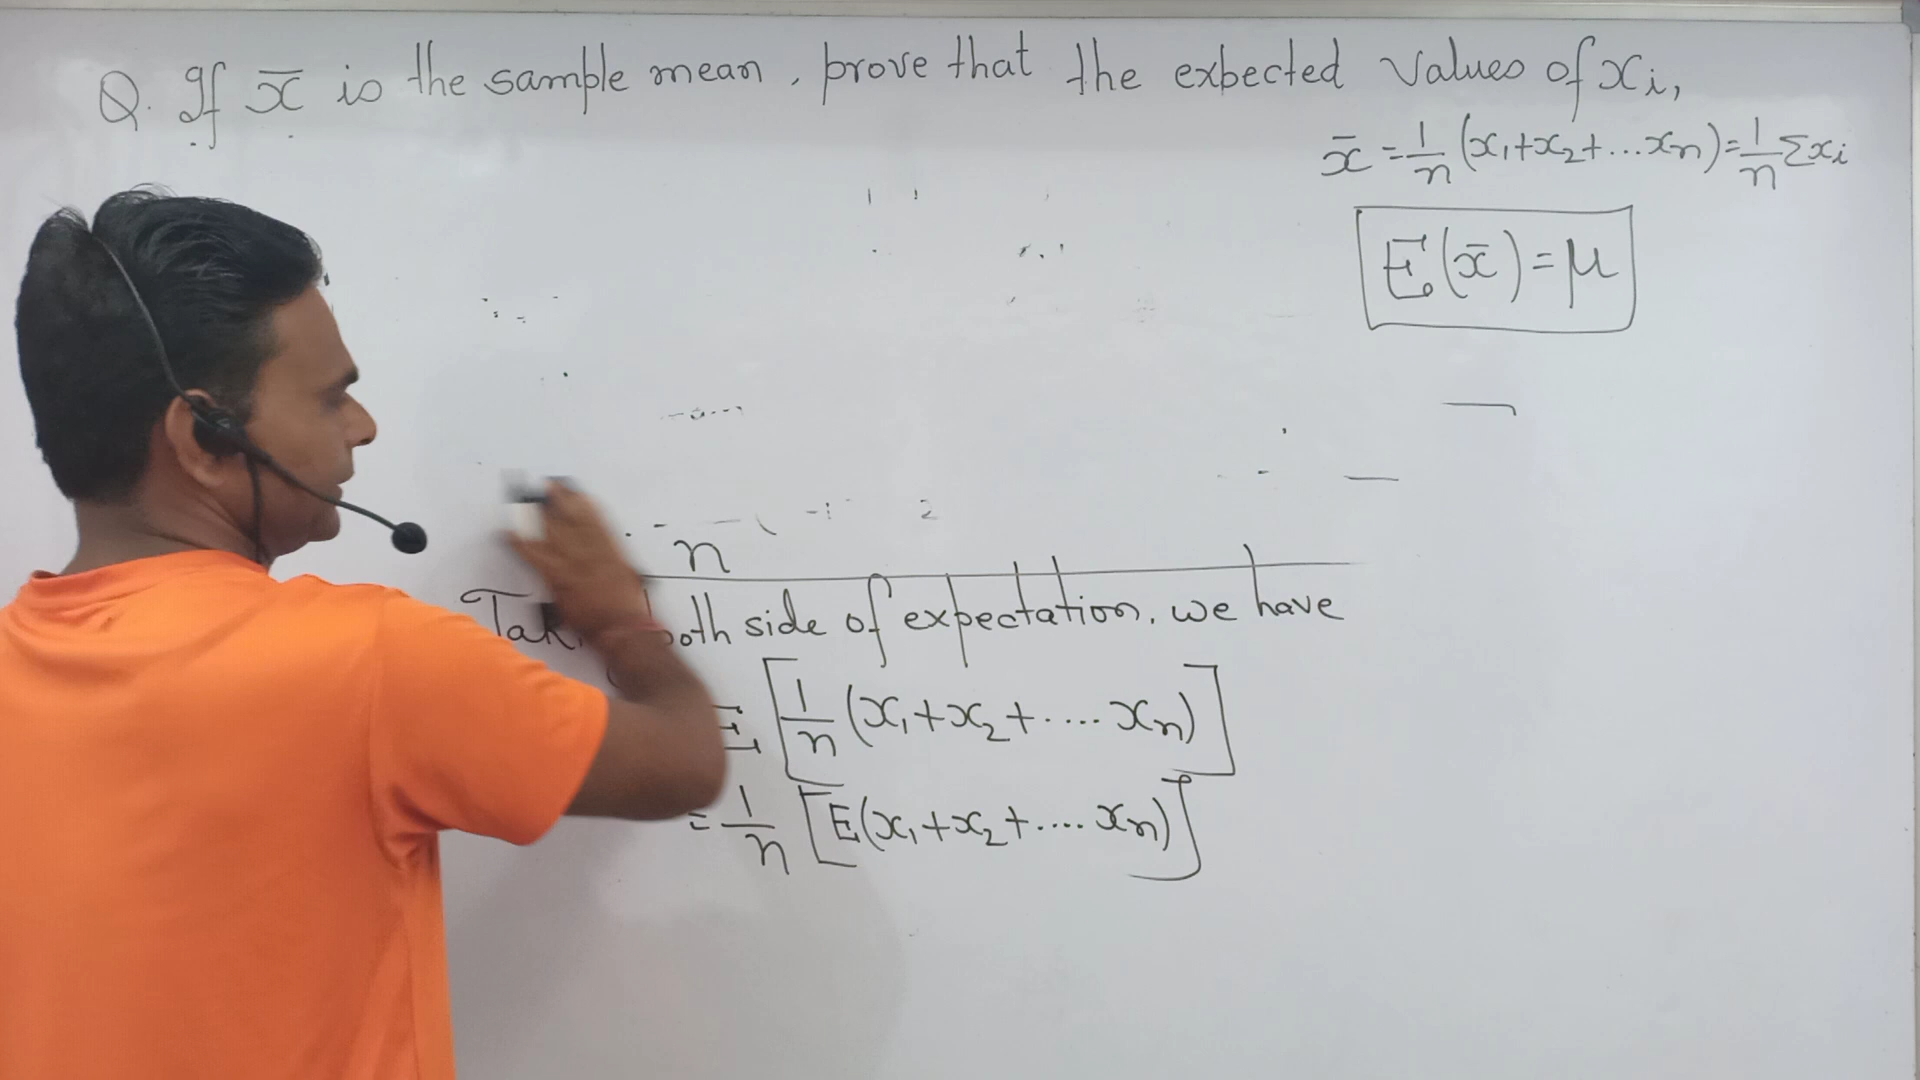 Q. If x̄ is the sample mean, prove that the expected values of xi,
x̄ = 1/n (x₁+x₂+...xn) = 1/n Σxi
E(x̄) = μ
n
both side of expectation, we have
E [1/n (x₁+x₂+....xn)]
= 1/n [E(x₁+x₂+....xn)]